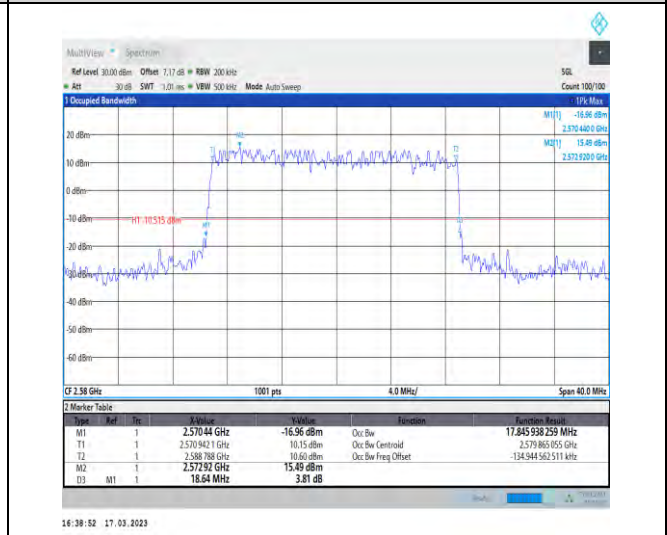 MultiView Spectrum
Ref Level 30.00 dBm Offset 7.17 dB RBW 200 kHz SGL
Att 30 dB SWT 1.01 ms VBW 500 kHz Mode Auto Sweep Count 100/100
1 Occupied Bandwidth 1Pk Max
M1[1] -16.96 dBm
2.570 440 0 GHz
M2[1] 15.49 dBm
2.572 920 0 GHz
20 dBm
10 dBm
0 dBm
-10 dBm
H1 -10.515 dBm
-20 dBm
-30 dBm
-40 dBm
-50 dBm
-60 dBm
T1
M2
T2
M1
D3
CF 2.58 GHz 1001 pts 4.0 MHz/ Span 40.0 MHz
2 Marker Table
Type Ref Trc X-Value Y-Value Function Function Result
M1 1 2.570 44 GHz -16.96 dBm Occ Bw 17.845 938 259 MHz
T1 1 2.570 942 1 GHz 10.15 dBm Occ Bw Centroid 2.579 865 055 GHz
T2 1 2.588 788 GHz 10.60 dBm Occ Bw Freq Offset -134.944 562 511 kHz
M2 1 2.572 92 GHz 15.49 dBm
D3 M1 1 18.64 MHz 3.81 dB
16:38:52 17.03.2023